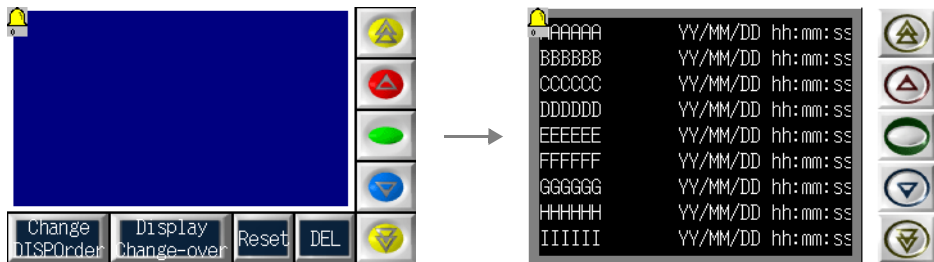 0
Change
DISPOrder
Display
Change-over
Reset
DEL
0
AAAAAA YY/MM/DD hh:mm:ss
BBBBBB YY/MM/DD hh:mm:ss
CCCCCC YY/MM/DD hh:mm:ss
DDDDDD YY/MM/DD hh:mm:ss
EEEEEE YY/MM/DD hh:mm:ss
FFFFFF YY/MM/DD hh:mm:ss
GGGGGG YY/MM/DD hh:mm:ss
HHHHHH YY/MM/DD hh:mm:ss
IIIIII YY/MM/DD hh:mm:ss